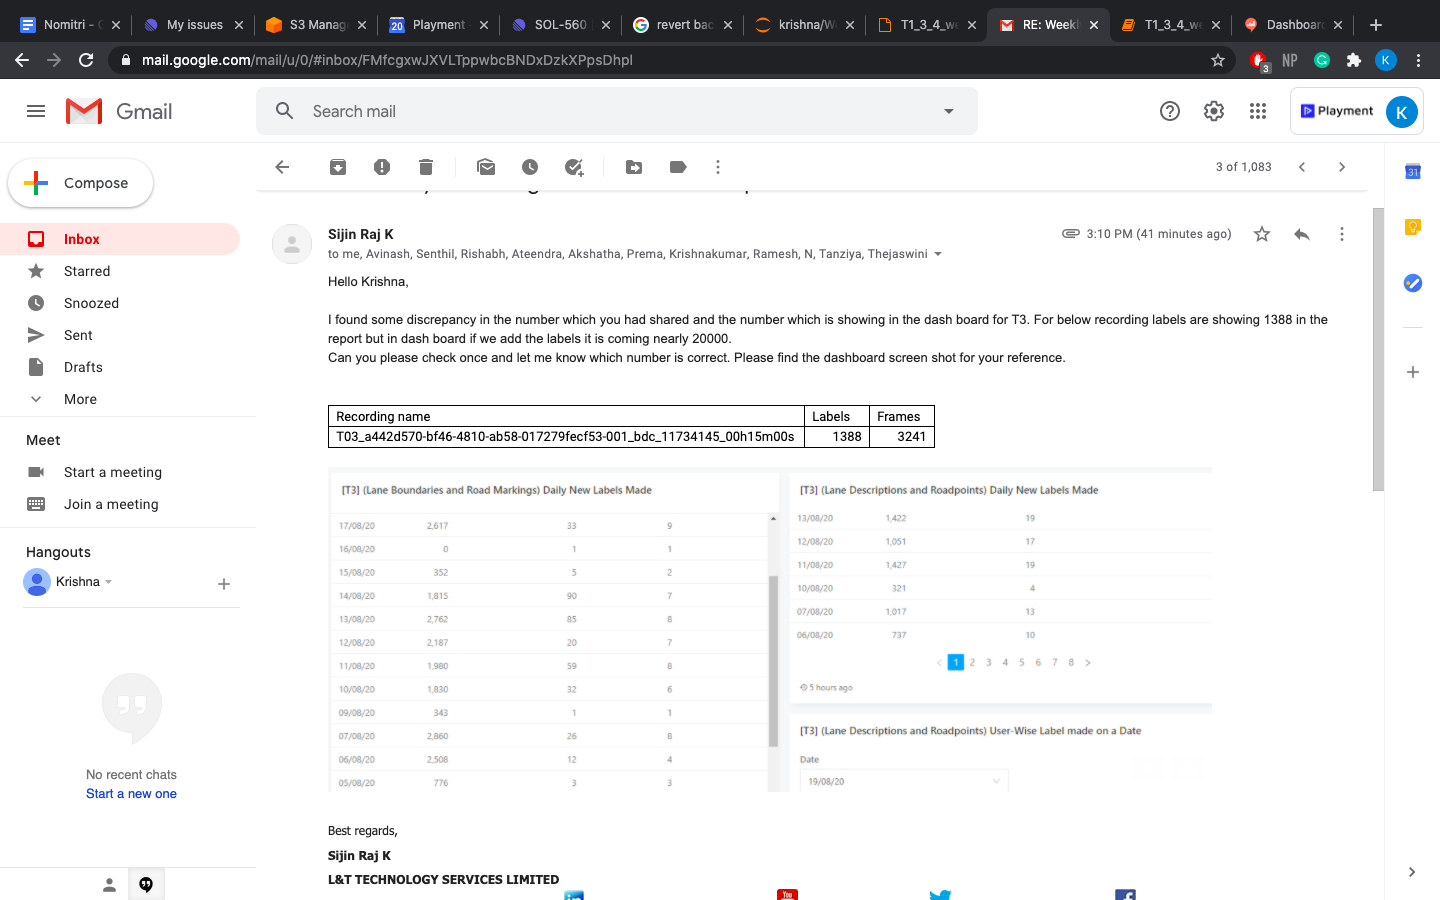 Nomitri - G
My issues
S3 Manag
Playment
SOL-560
revert bac
krishna/W
T1_3_4_we
RE: Weekl
T1_3_4_we
Dashboar
mail.google.com/mail/u/0/#inbox/FMfcgxwJXVLTppwbcBNDxDzkXPpsDhpl
3
NP
K
Gmail
Search mail
Playment
K
Compose
3 of 1,083
Inbox
Starred
Snoozed
Sent
Drafts
More
Meet
Start a meeting
Join a meeting
Hangouts
Krishna
No recent chats
Start a new one
Sijin Raj K
3:10 PM (41 minutes ago)
to me, Avinash, Senthil, Rishabh, Ateendra, Akshatha, Prema, Krishnakumar, Ramesh, N, Tanziya, Thejaswini
Hello Krishna,
I found some discrepancy in the number which you had shared and the number which is showing in the dash board for T3. For below recording labels are showing 1388 in the
report but in dash board if we add the labels it is coming nearly 20000.
Can you please check once and let me know which number is correct. Please find the dashboard screen shot for your reference.
Recording name Labels Frames
T03_a442d570-bf46-4810-ab58-017279fecf53-001_bdc_11734145_00h15m00s 1388 3241
[T3] (Lane Boundaries and Road Markings) Daily New Labels Made
17/08/20 2,617 33 9
16/08/20 0 1 1
15/08/20 352 5 2
14/08/20 1,815 90 7
13/08/20 2,762 85 8
12/08/20 2,187 20 7
11/08/20 1,980 59 8
10/08/20 1,830 32 6
09/08/20 343 1 1
07/08/20 2,860 26 8
06/08/20 2,508 12 4
05/08/20 776 3 3
[T3] (Lane Descriptions and Roadpoints) Daily New Labels Made
13/08/20 1,422 19
12/08/20 1,051 17
11/08/20 1,427 19
10/08/20 321 4
07/08/20 1,017 13
06/08/20 737 10
< 1 2 3 4 5 6 7 8 >
5 hours ago
[T3] (Lane Descriptions and Roadpoints) User-Wise Label made on a Date
Date
19/08/20
Best regards,
Sijin Raj K
L&T TECHNOLOGY SERVICES LIMITED
You
31